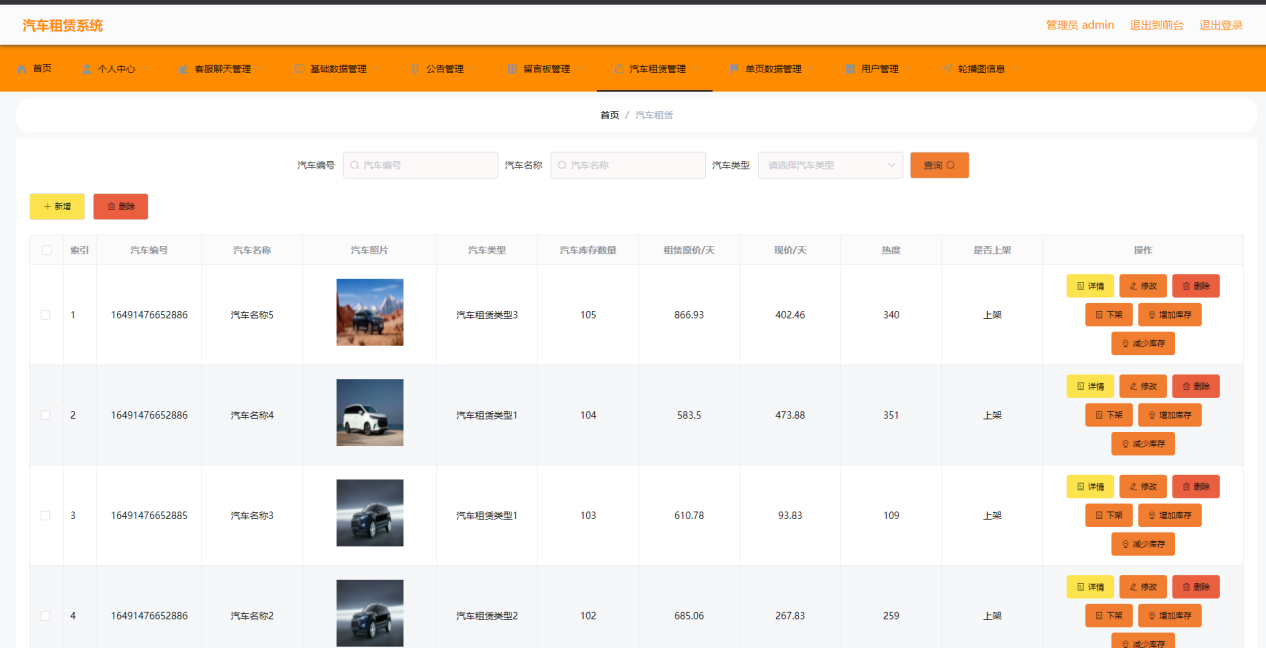 汽车租赁系统 管理员 admin 退出到前台 退出登录
首页 个人中心 客服聊天管理 基础数据管理 公告管理 留言板管理 汽车租赁管理 单页数据管理 用户管理 轮播图信息
首页 / 汽车租赁
汽车编号 汽车编号 汽车名称 汽车名称 汽车类型 请选择汽车类型 查询
新增 删除
索引 汽车编号 汽车名称 汽车照片 汽车类型 汽车库存数量 租赁原价/天 现价/天 热度 是否上架 操作
详情 修改 删除
1 16491476652886 汽车名称5 汽车租赁类型3 105 866.93 402.46 340 上架 下架 增加库存
减少库存
详情 修改 删除
2 16491476652886 汽车名称4 汽车租赁类型1 104 583.5 473.88 351 上架 下架 增加库存
减少库存
详情 修改 删除
3 16491476652885 汽车名称3 汽车租赁类型1 103 610.78 93.83 109 上架 下架 增加库存
减少库存
详情 修改 删除
4 16491476652886 汽车名称2 汽车租赁类型2 102 685.06 267.83 259 上架 下架 增加库存
减少库存